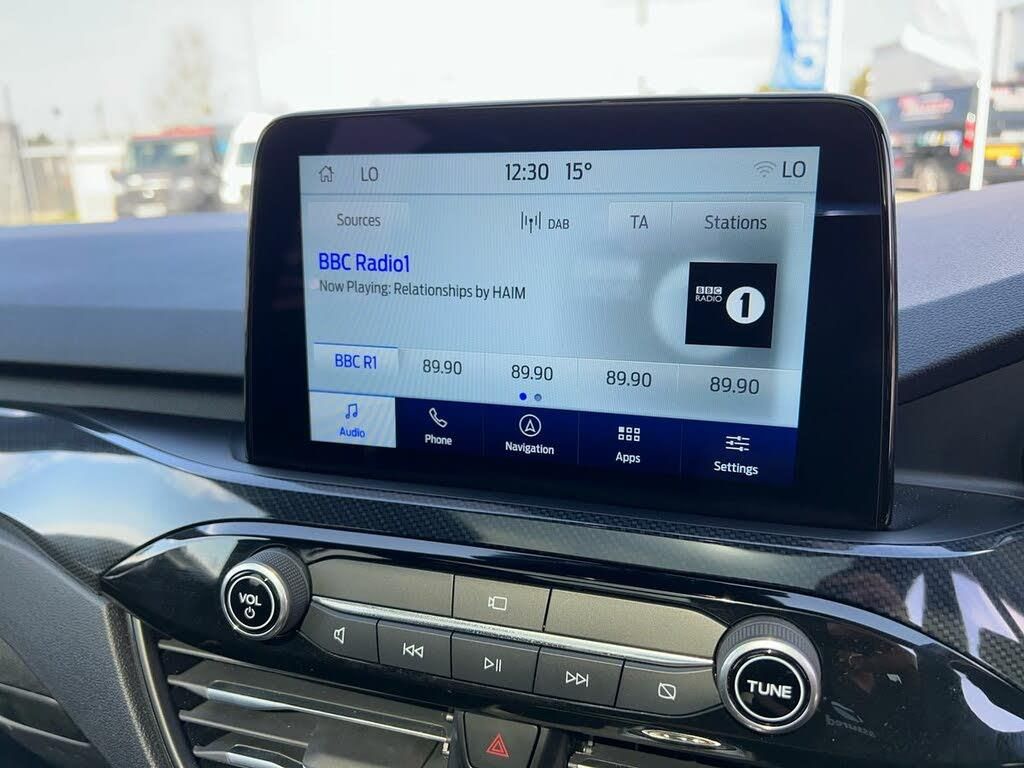 LO 12:30 15° LO
Sources DAB TA Stations
BBC Radio1
Now Playing: Relationships by HAIM
BBC
RADIO 1
BBC R1 89.90 89.90 89.90 89.90
Audio Phone Navigation Apps Settings
VOL
TUNE
assured